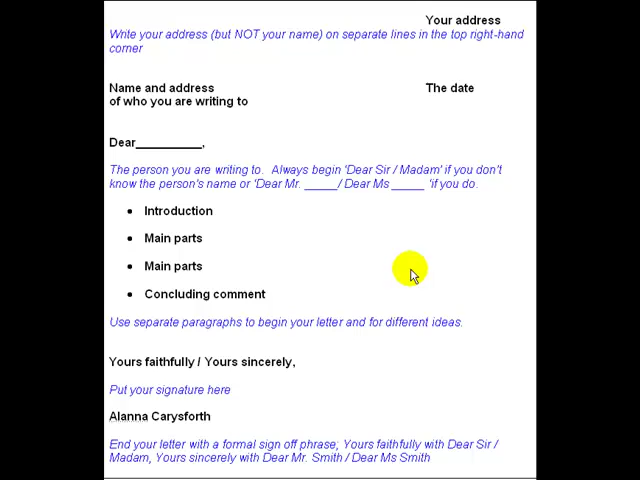 Your address
Write your address (but NOT your name) on separate lines in the top right-hand
corner
Name and address The date
of who you are writing to
Dear__________,
The person you are writing to. Always begin 'Dear Sir / Madam' if you don't
know the person's name or 'Dear Mr. _____/ Dear Ms _____ 'if you do.
• Introduction
• Main parts
• Main parts
• Concluding comment
Use separate paragraphs to begin your letter and for different ideas.
Yours faithfully / Yours sincerely,
Put your signature here
Alanna Carysforth
End your letter with a formal sign off phrase; Yours faithfully with Dear Sir /
Madam, Yours sincerely with Dear Mr. Smith / Dear Ms Smith